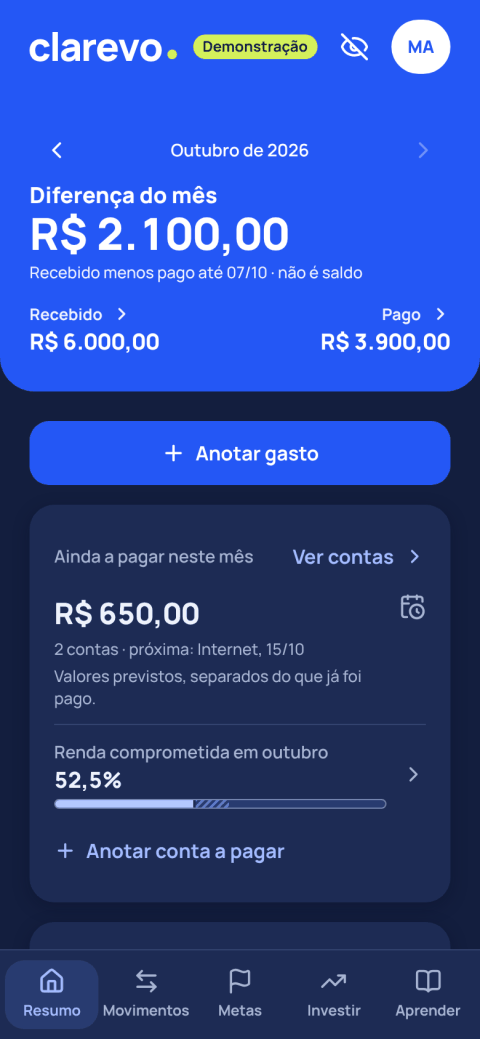 clarevo.
Demonstração
MA
Outubro de 2026
Diferença do mês
R$ 2.100,00
Recebido menos pago até 07/10 · não é saldo
Recebido
Pago
R$ 6.000,00
R$ 3.900,00
+ Anotar gasto
Ainda a pagar neste mês
Ver contas
R$ 650,00
2 contas · próxima: Internet, 15/10
Valores previstos, separados do que já foi
pago.
Renda comprometida em outubro
52,5%
+ Anotar conta a pagar
Resumo
Movimentos
Metas
Investir
Aprender